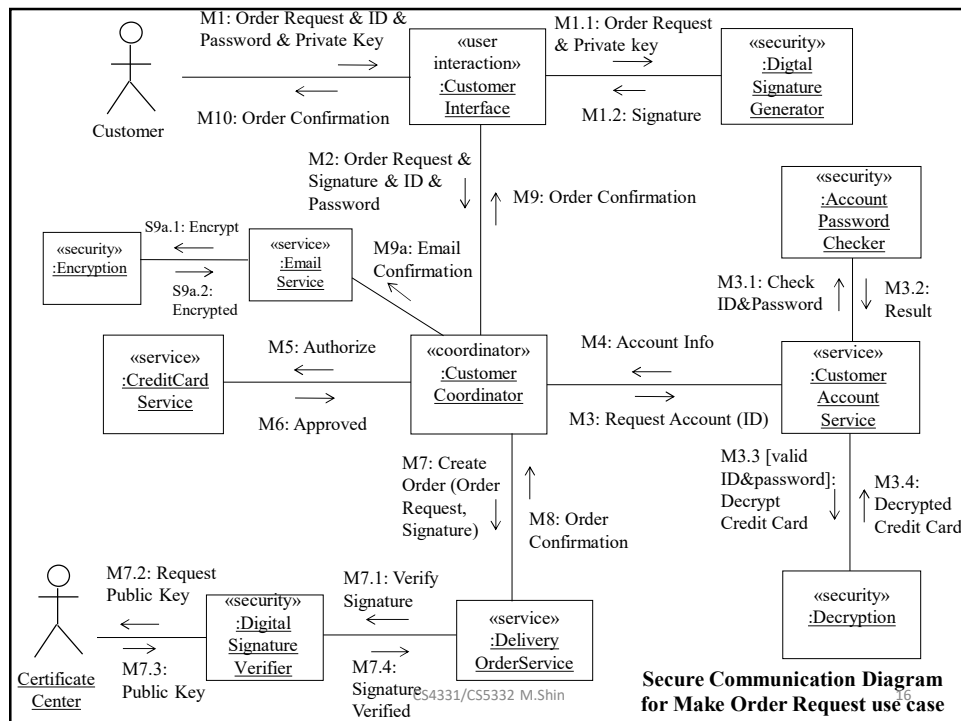 M1: Order Request & ID &
Password & Private Key
M10: Order Confirmation
Customer
«user
interaction»
:Customer
Interface
M1.1: Order Request
& Private key
M1.2: Signature
«security»
:Digtal
Signature
Generator
M2: Order Request &
Signature & ID &
Password
M9: Order Confirmation
«security»
:Account
Password
Checker
S9a.1: Encrypt
«security»
:Encryption
S9a.2:
Encrypted
«service»
:Email
Service
M9a: Email
Confirmation
M3.1: Check
ID&Password
M3.2:
Result
M5: Authorize
«service»
:CreditCard
Service
M6: Approved
«coordinator»
:Customer
Coordinator
M4: Account Info
M3: Request Account (ID)
«service»
:Customer
Account
Service
M7: Create
Order (Order
Request,
Signature)
M8: Order
Confirmation
M3.3 [valid
ID&password]:
Decrypt
Credit Card
M3.4:
Decrypted
Credit Card
M7.2: Request
Public Key
M7.3:
Public Key
Certificate
Center
«security»
:Digital
Signature
Verifier
M7.1: Verify
Signature
M7.4:
Signature
Verified
«service»
:Delivery
OrderService
«security»
:Decryption
CS4331/CS5332 M.Shin
Secure Communication Diagram
for Make Order Request use case
16